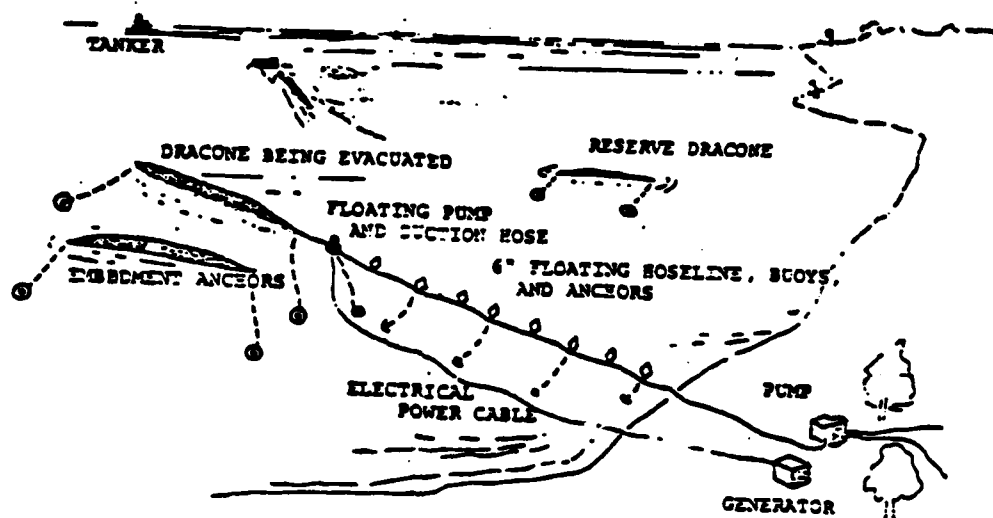 TANKER
DRACONE BEING EVACUATED
RESERVE DRACONE
FLOATING PUMP
AND SUCTION HOSE
EMBEDMENT ANCHORS
6" FLOATING HOSELINE, BUOYS,
AND ANCHORS
ELECTRICAL
POWER CABLE
PUMP
GENERATOR